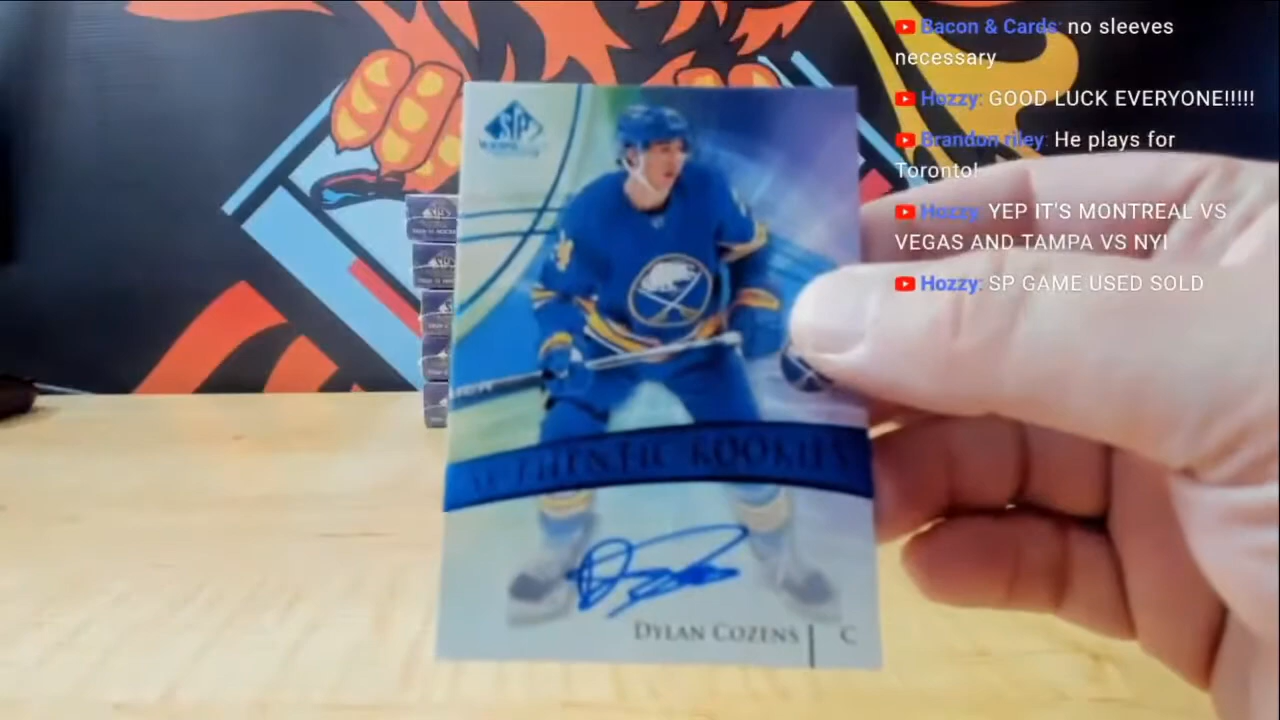 Bacon & Cards: no sleeves
necessary
Hozzy: GOOD LUCK EVERYONE!!!!!
Brandon riley: He plays for
Toronto!
Hozzy: YEP IT'S MONTREAL VS
VEGAS AND TAMPA VS NYI
Hozzy: SP GAME USED SOLD
SP
AUTHENTIC ROOKIES
DYLAN COZENS C